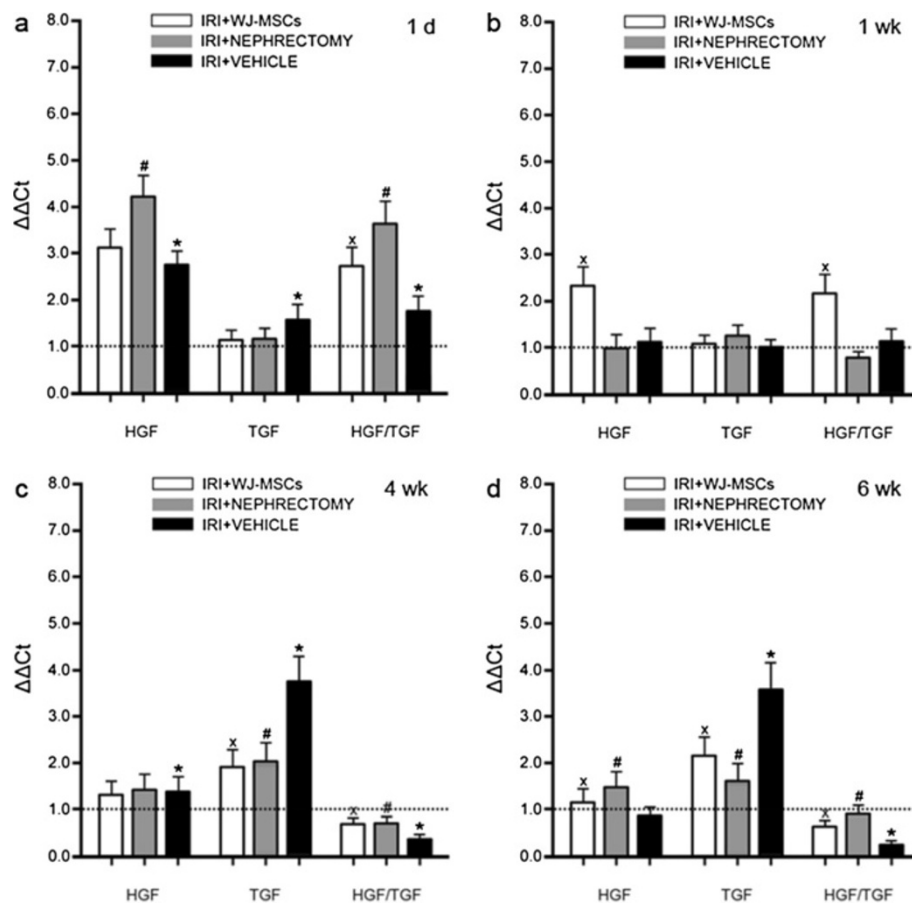 a
IRI+WJ-MSCs
IRI+NEPHRECTOMY
IRI+VEHICLE
1 d
ΔΔCt
8.0
7.0
6.0
5.0
4.0
3.0
2.0
1.0
0.0
#
*
*
x
#
*
HGF
TGF
HGF/TGF
b
IRI+WJ-MSCs
IRI+NEPHRECTOMY
IRI+VEHICLE
1 wk
ΔΔCt
8.0
7.0
6.0
5.0
4.0
3.0
2.0
1.0
0.0
x
x
HGF
TGF
HGF/TGF
c
IRI+WJ-MSCs
IRI+NEPHRECTOMY
IRI+VEHICLE
4 wk
ΔΔCt
8.0
7.0
6.0
5.0
4.0
3.0
2.0
1.0
0.0
*
x
#
*
x
#
*
HGF
TGF
HGF/TGF
d
IRI+WJ-MSCs
IRI+NEPHRECTOMY
IRI+VEHICLE
6 wk
ΔΔCt
8.0
7.0
6.0
5.0
4.0
3.0
2.0
1.0
0.0
x
#
x
#
*
x
#
*
HGF
TGF
HGF/TGF